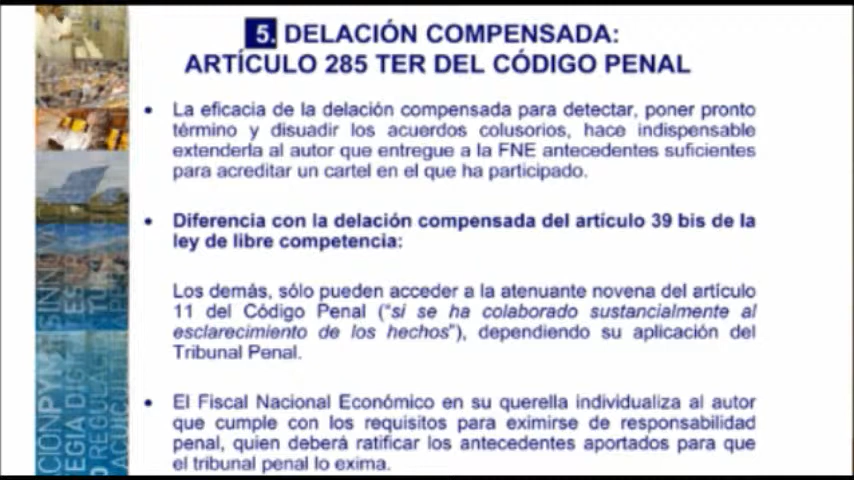 5. DELACIÓN COMPENSADA:
ARTÍCULO 285 TER DEL CÓDIGO PENAL
• La eficacia de la delación compensada para detectar, poner pronto
término y disuadir los acuerdos colusorios, hace indispensable
extenderla al autor que entregue a la FNE antecedentes suficientes
para acreditar un cartel en el que ha participado.
• Diferencia con la delación compensada del artículo 39 bis de la
ley de libre competencia:
Los demás, sólo pueden acceder a la atenuante novena del artículo
11 del Código Penal ("si se ha colaborado sustancialmente al
esclarecimiento de los hechos"), dependiendo su aplicación del
Tribunal Penal.
• El Fiscal Nacional Económico en su querella individualiza al autor
que cumple con los requisitos para eximirse de responsabilidad
penal, quien deberá ratificar los antecedentes aportados para que
el tribunal penal lo exima.